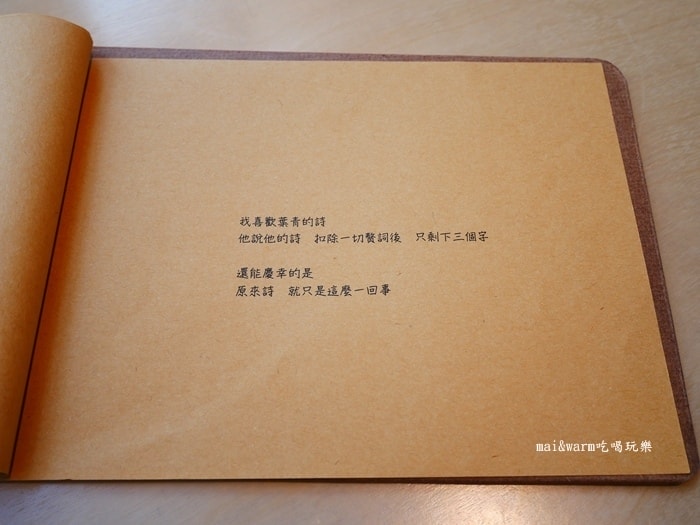 我喜歡葉青的詩
他說他的詩　扣除一切贅詞後　只剩下三個字
還能慶幸的是
原來詩　就只是這麼一回事
mai&warm吃喝玩樂